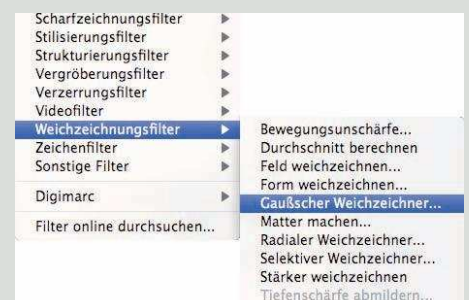 Scharfzeichnungsfilter
Stilisierungsfilter
Strukturierungsfilter
Vergröberungsfilter
Verzerrungsfilter
Videofilter
Weichzeichnungsfilter
Zeichenfilter
Sonstige Filter
Digimarc
Filter online durchsuchen...
Bewegungsunschärfe...
Durchschnitt berechnen
Feld weichzeichnen...
Form weichzeichnen...
Gaußscher Weichzeichner...
Matter machen...
Radialer Weichzeichner...
Selektiver Weichzeichner...
Stärker weichzeichnen
Tiefenschärfe abmildern...